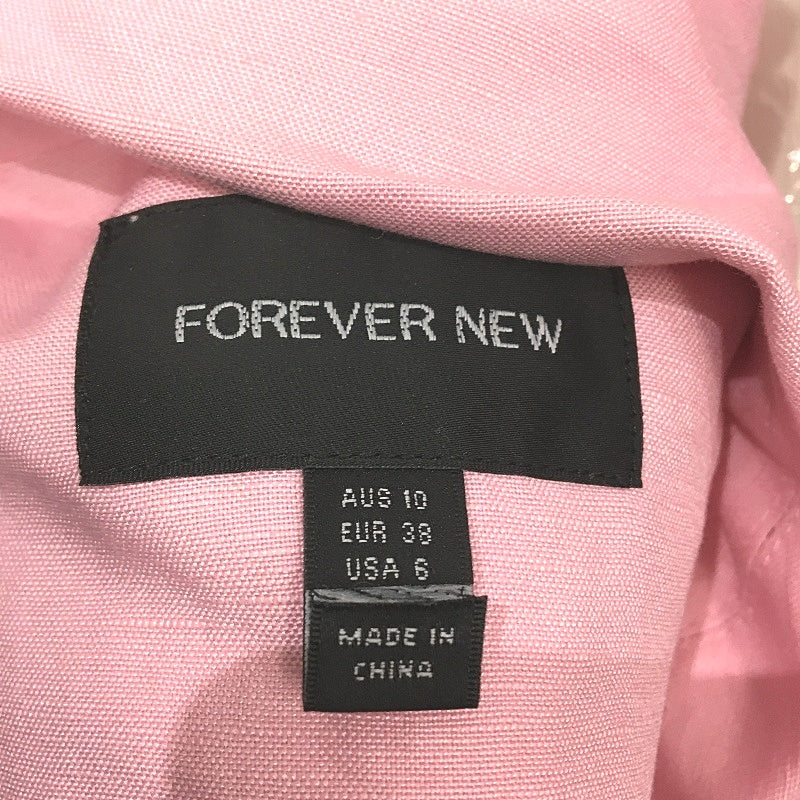 FOREVER NEW
AUS 10
EUR 38
USA 6
MADE IN
CHINA